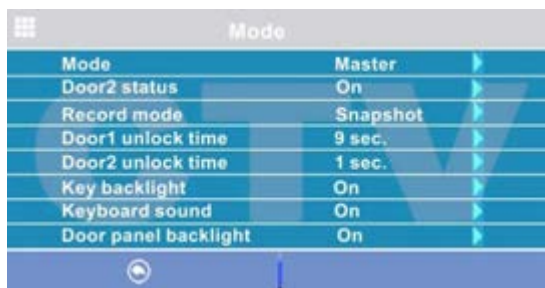 Mode
Mode Master
Door2 status On
Record mode Snapshot
Door1 unlock time 9 sec.
Door2 unlock time 1 sec.
Key backlight On
Keyboard sound On
Door panel backlight On
CTV